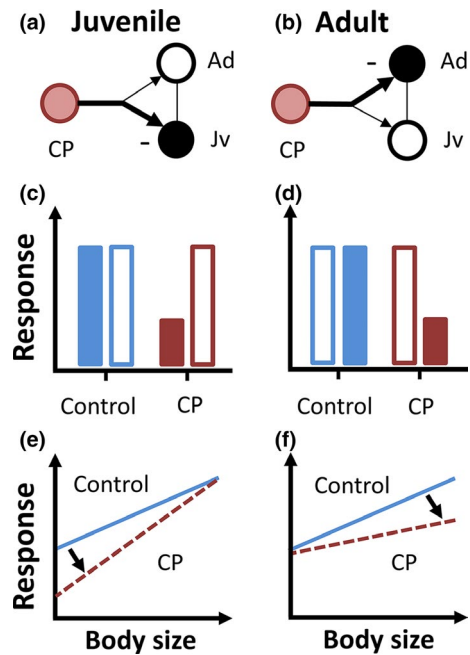 (a) Juvenile
(b) Adult
Ad
CP
- Jv
- Ad
CP
Jv
(c)
Response
Control CP
(d)
Control CP
(e)
Response
Control
CP
Body size
(f)
Control
CP
Body size